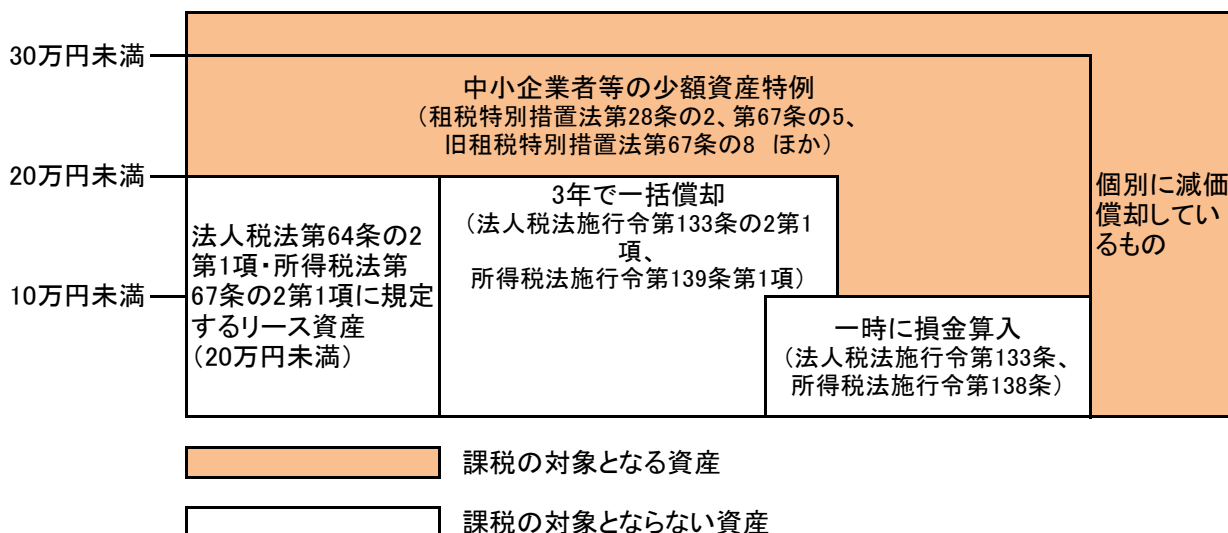 30万円未満
中小企業者等の少額資産特例
（租税特別措置法第28条の2、第67条の5、
旧租税特別措置法第67条の8　ほか）
20万円未満
3年で一括償却
（法人税法施行令第133条の2第1
項、
所得税法施行令第139条第1項）
個別に減価
償却してい
るもの
法人税法第64条の2
第1項・所得税法第
67条の2第1項に規定
するリース資産
（20万円未満）
10万円未満
一時に損金算入
（法人税法施行令第133条、
所得税法施行令第138条）
課税の対象となる資産
課税の対象とならない資産